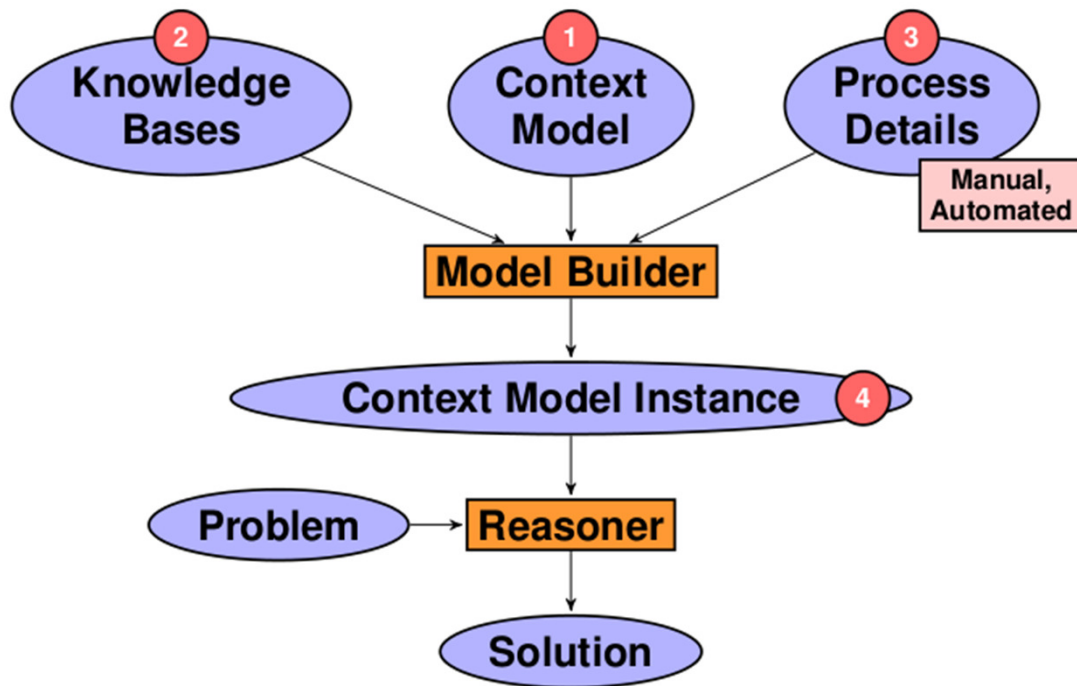 2
Knowledge
Bases
1
Context
Model
3
Process
Details
Manual,
Automated
Model Builder
Context Model Instance
4
Problem
Reasoner
Solution